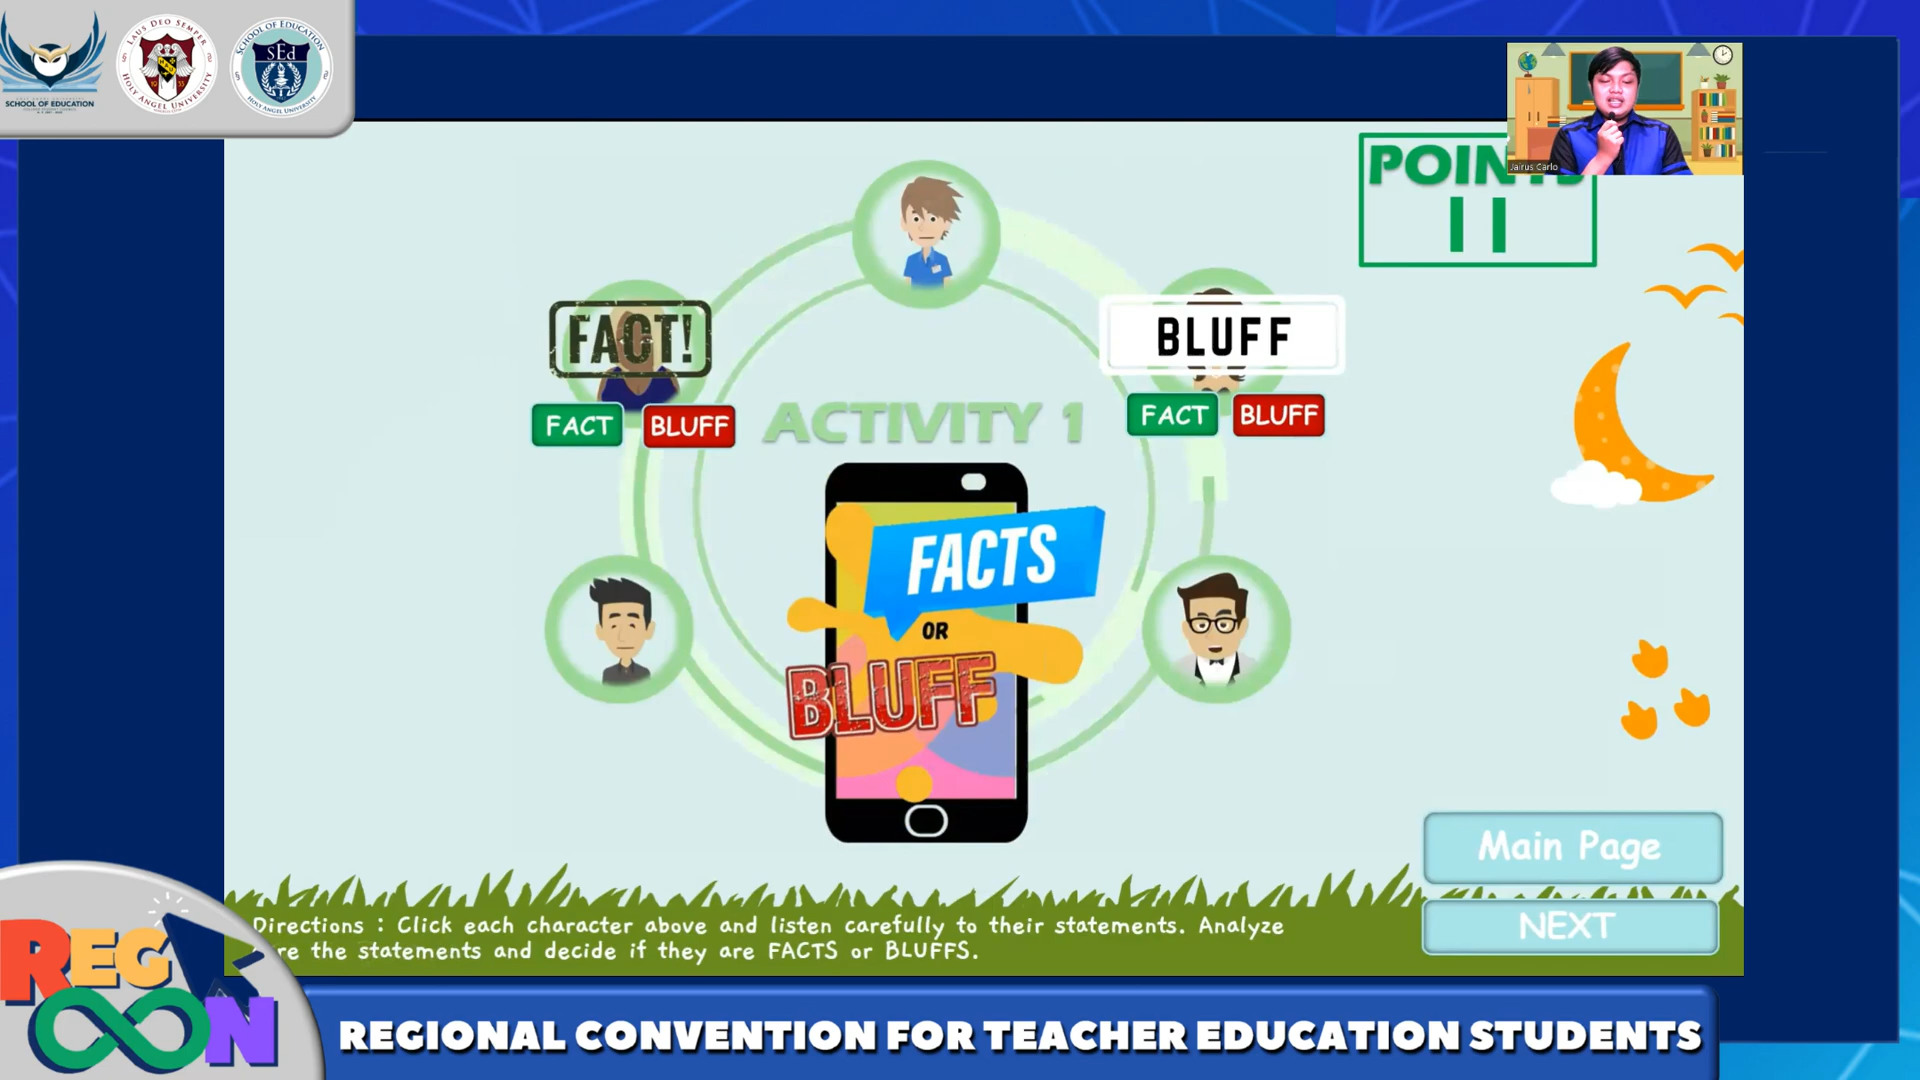 SCHOOL OF EDUCATION
LAUS DEO SEMPER
HOLY ANGEL UNIVERSITY
SCHOOL OF EDUCATION
SEd
HOLY ANGEL UNIVERSITY
Jairus Carlo
POINTS
11
FACT!
BLUFF
FACT BLUFF
FACT BLUFF
ACTIVITY 1
FACTS
OR
BLUFF
Main Page
NEXT
Directions : Click each character above and listen carefully to their statements. Analyze
re the statements and decide if they are FACTS or BLUFFS.
REG
N
REGIONAL CONVENTION FOR TEACHER EDUCATION STUDENTS